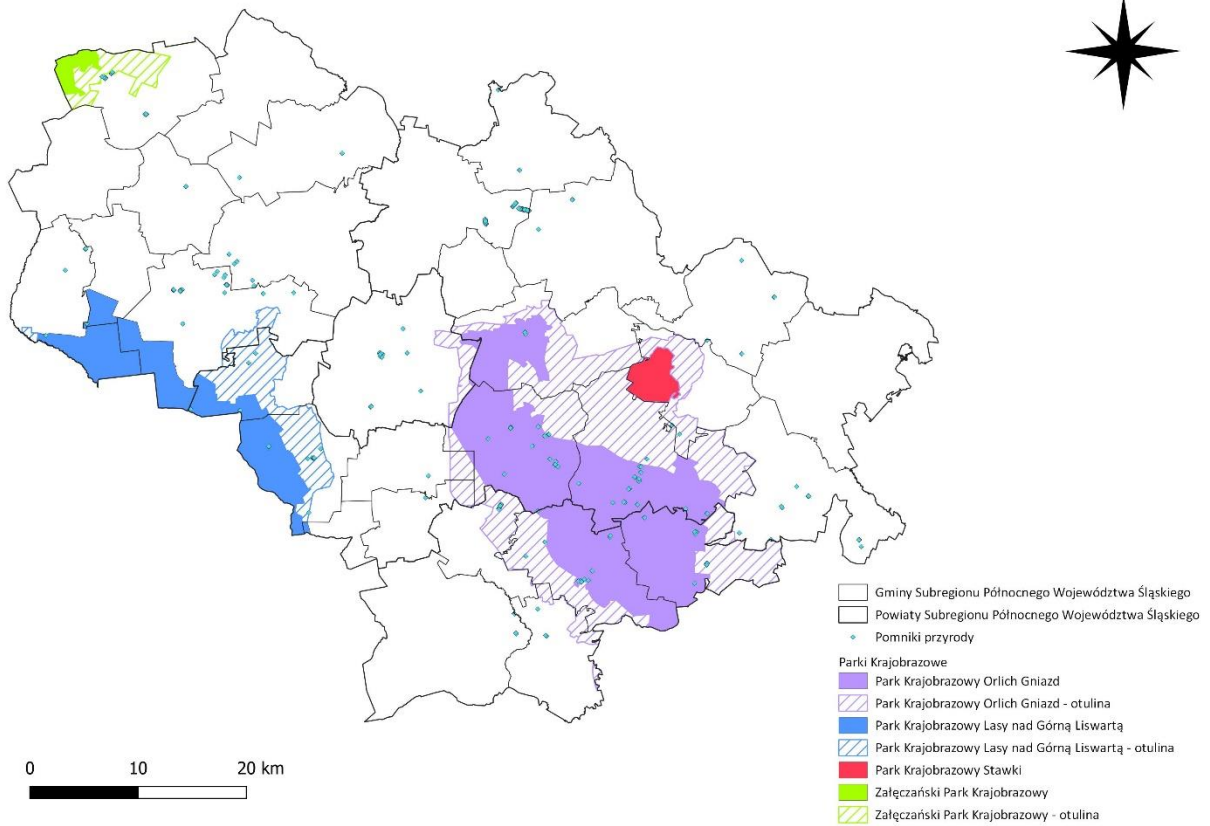 Gminy Subregionu Północnego Województwa Śląskiego
Powiaty Subregionu Północnego Województwa Śląskiego
Pomniki przyrody
Parki Krajobrazowe
Park Krajobrazowy Orlich Gniazd
Park Krajobrazowy Orlich Gniazd - otulina
Park Krajobrazowy Lasy nad Górną Liswartą
Park Krajobrazowy Lasy nad Górną Liswartą - otulina
Park Krajobrazowy Stawki
Załęczański Park Krajobrazowy
Załęczański Park Krajobrazowy - otulina
0 10 20 km